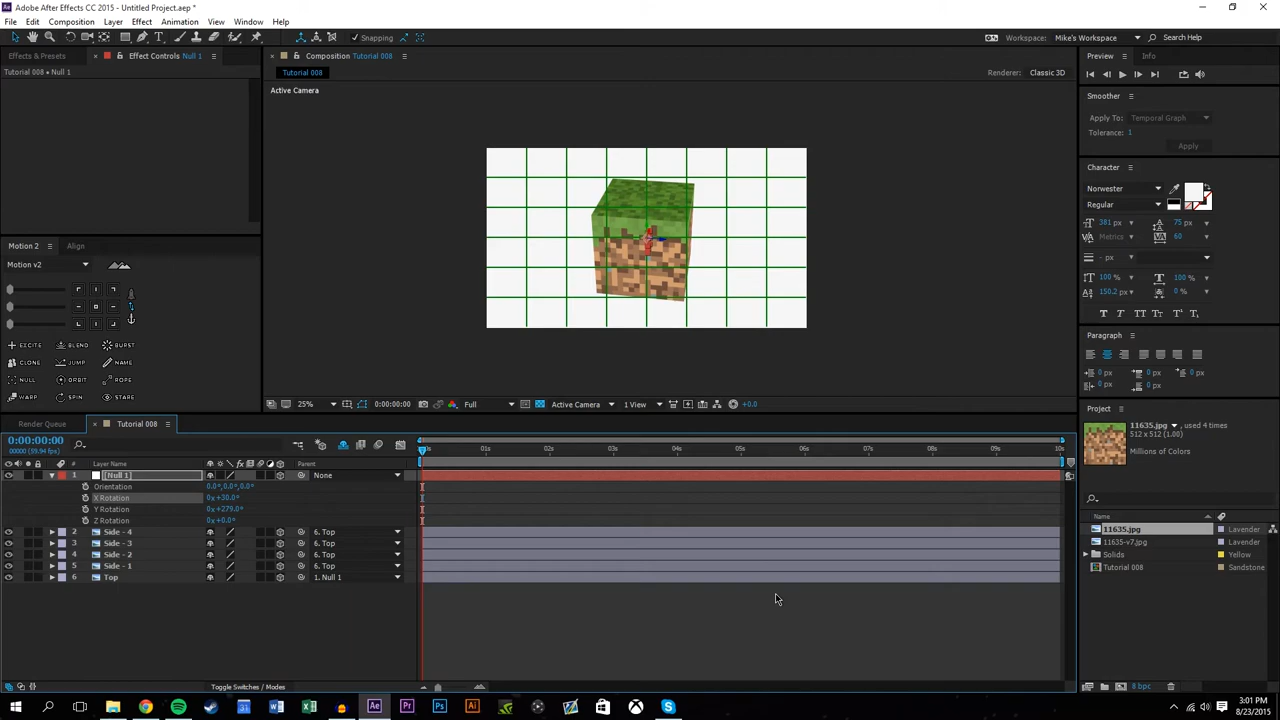 Adobe After Effects CC 2015 - Untitled Project.aep *
File Edit Composition Layer Effect Animation View Window Help
Snapping
Workspace: Mike's Workspace Search Help
Effects & Presets
Effect Controls Null 1
Composition Tutorial 008
Preview Info
Tutorial 008 • Null 1
Tutorial 008
Renderer: Classic 3D
Active Camera
Smoother
Apply To: Temporal Graph
Tolerance: 1
Apply
Character
Norwester
Regular
381 px 75 px
Metrics 60
- px
100 % 100 %
150.2 px 0 %
Motion 2 Align
Motion v2
EXCITE BLEND BURST
CLONE JUMP NAME
NULL ORBIT ROPE
WARP SPIN STARE
Paragraph
0 px 0 px 0 px
0 px 0 px
25% 0:00:00:00 Full Active Camera 1 View +0.0
Project
11635.jpg , used 4 times
512 x 512 (1.00)
Millions of Colors
Name Type
11635.jpg Lavender
11635-v7.jpg Lavender
Solids Yellow
Tutorial 008 Sandstone
8 bpc
Render Queue Tutorial 008
0:00:00:00
00000 (59.94 fps)
01s 02s 03s 04s 05s 06s 07s 08s 09s 10s
# Layer Name Parent
1 [Null 1] None
Orientation 0.0°,0.0°,0.0°
X Rotation 0x+30.0°
Y Rotation 0x+279.0°
Z Rotation 0x+0.0°
2 Side - 4 6. Top
3 Side - 3 6. Top
4 Side - 2 6. Top
5 Side - 1 6. Top
6 Top 1. Null 1
Toggle Switches / Modes
3:01 PM
8/23/2015